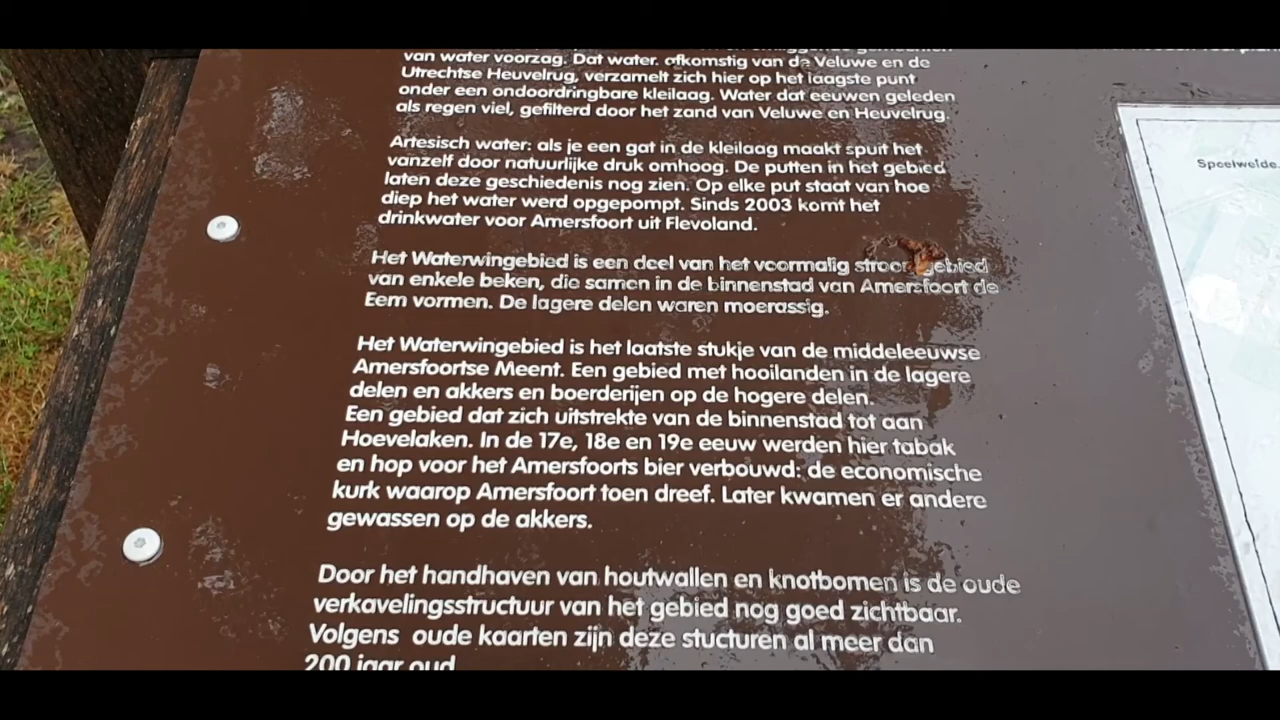 van water voorzag. Dat water. afkomstig van de Veluwe en de
Utrechtse Heuvelrug, verzamelt zich hier op het laagste punt
onder een ondoordringbare kleilaag. Water dat eeuwen geleden
als regen viel, gefilterd door het zand van Veluwe en Heuvelrug.
Artesisch water: als je een gat in de kleilaag maakt spuit het
vanzelf door natuurlijke druk omhoog. De putten in het gebied
laten deze geschiedenis nog zien. Op elke put staat van hoe
diep het water werd opgepompt. Sinds 2003 komt het
drinkwater voor Amersfoort uit Flevoland.
Het Waterwingebied is een deel van het voormalig stroomgebied
van enkele beken, die samen in de binnenstad van Amersfoort de
Eem vormen. De lagere delen waren moerassig.
Het Waterwingebied is het laatste stukje van de middeleeuwse
Amersfoortse Meent. Een gebied met hooilanden in de lagere
delen en akkers en boerderijen op de hogere delen.
Een gebied dat zich uitstrekte van de binnenstad tot aan
Hoevelaken. In de 17e, 18e en 19e eeuw werden hier tabak
en hop voor het Amersfoorts bier verbouwd: de economische
kurk waarop Amersfoort toen dreef. Later kwamen er andere
gewassen op de akkers.
Door het handhaven van houtwallen en knotbomen is de oude
verkavelingsstructuur van het gebied nog goed zichtbaar.
Volgens oude kaarten zijn deze stucturen al meer dan
200 jaar oud
Speelweide